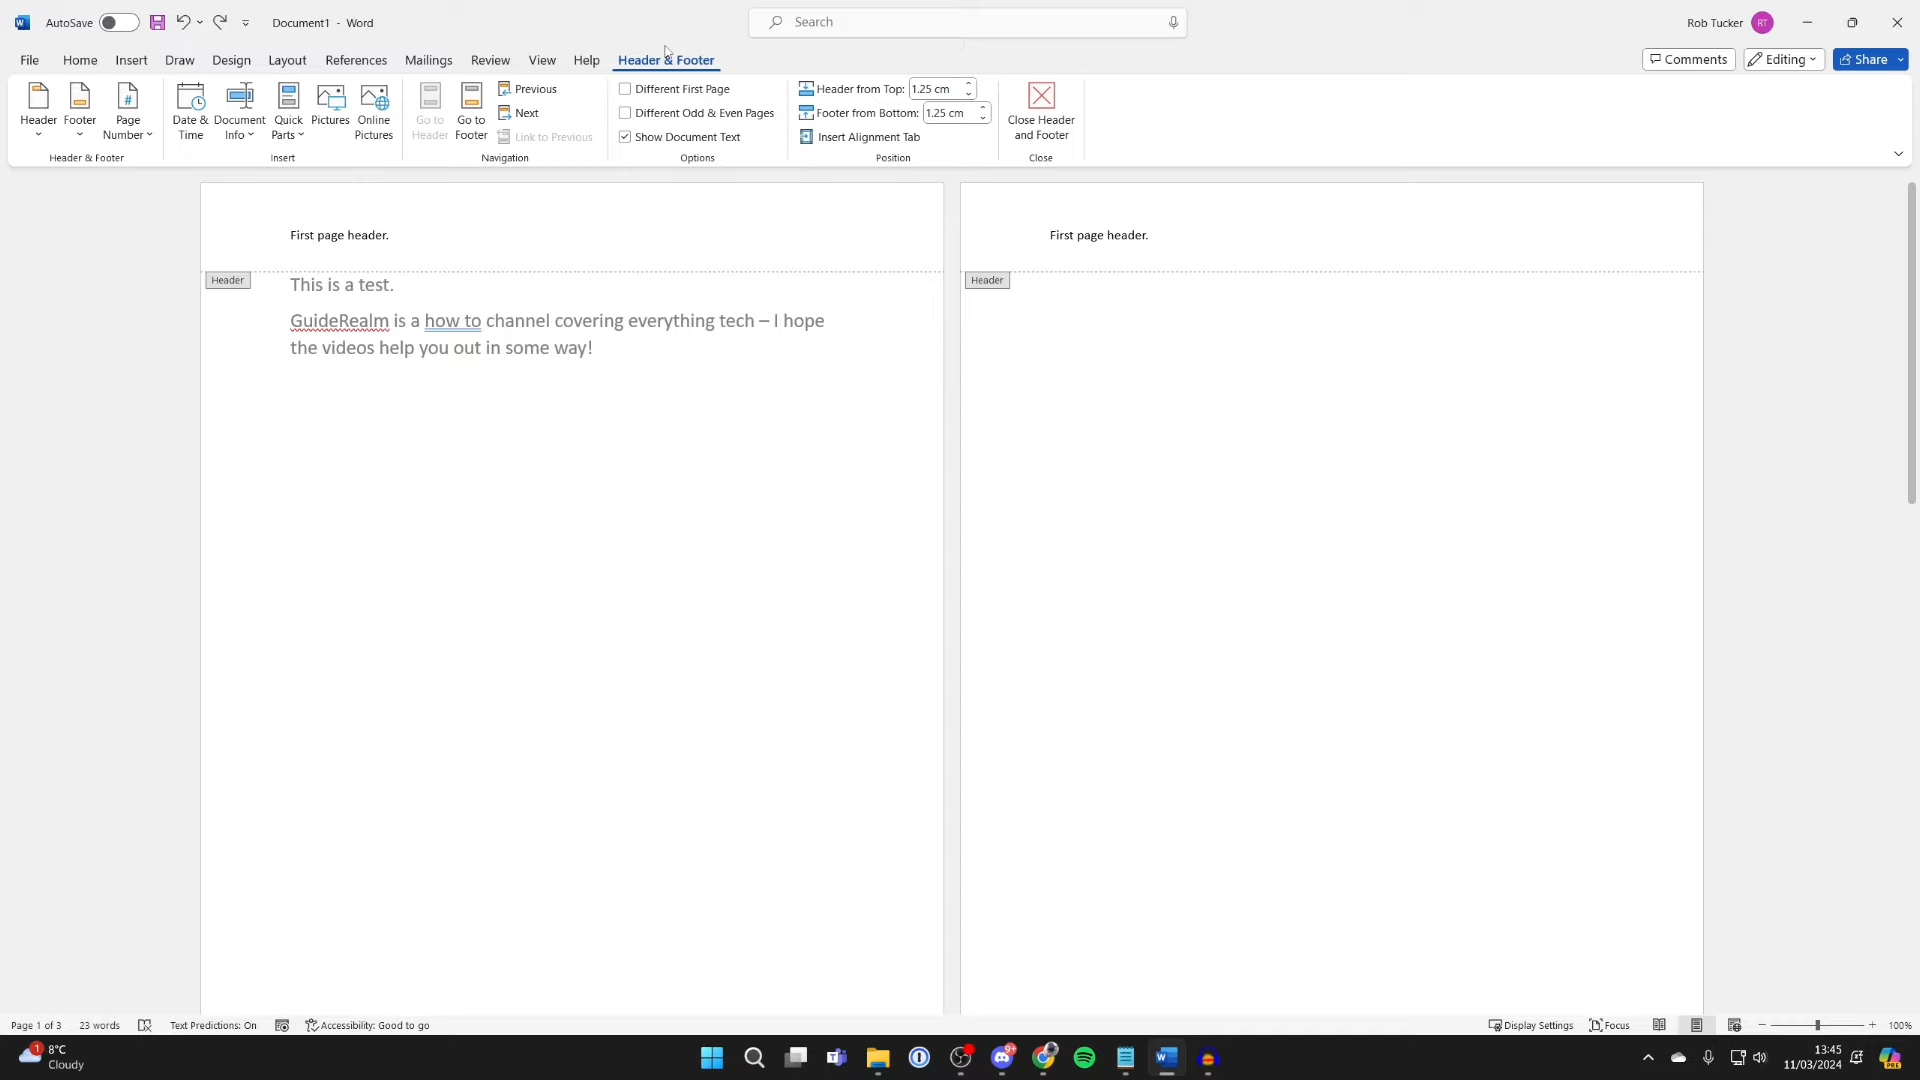 AutoSave
Document1 - Word
Search
Rob Tucker
RT
File
Home
Insert
Draw
Design
Layout
References
Mailings
Review
View
Help
Header & Footer
Comments
Editing
Share
Header
Footer
Page
Number
Header & Footer
Date &
Time
Document
Info
Quick
Parts
Pictures
Online
Pictures
Insert
Go to
Header
Go to
Footer
Previous
Next
Link to Previous
Navigation
Different First Page
Different Odd & Even Pages
Show Document Text
Options
Header from Top: 1.25 cm
Footer from Bottom: 1.25 cm
Insert Alignment Tab
Position
Close Header
and Footer
Close
First page header.
Header
This is a test.
GuideRealm is a how to channel covering everything tech – I hope
the videos help you out in some way!
First page header.
Header
Page 1 of 3
23 words
Text Predictions: On
Accessibility: Good to go
Display Settings
Focus
100%
1
8°C
Cloudy
9+
13:45
11/03/2024
PRE